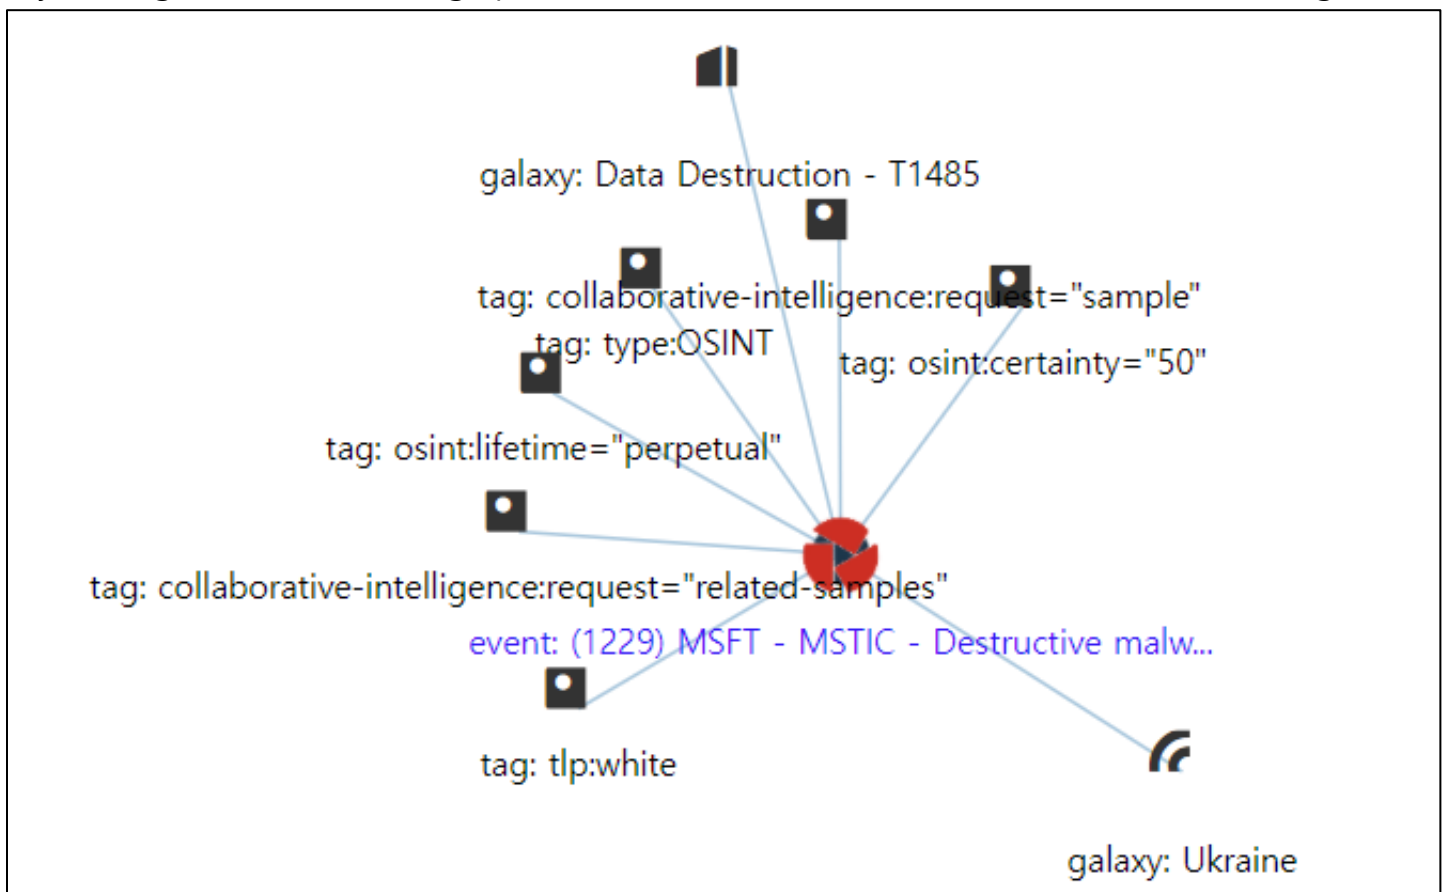 galaxy: Data Destruction - T1485
tag: collaborative-intelligence:request="sample"
tag: type:OSINT
tag: osint:certainty="50"
tag: osint:lifetime="perpetual"
tag: collaborative-intelligence:request="related-samples"
event: (1229) MSFT - MSTIC - Destructive malw...
tag: tlp:white
galaxy: Ukraine